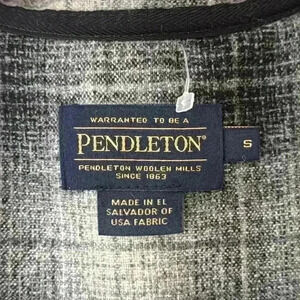 WARRANTED TO BE A
PENDLETON®
S
PENDLETON WOOLEN MILLS
SINCE 1863
MADE IN EL
SALVADOR OF
USA FABRIC